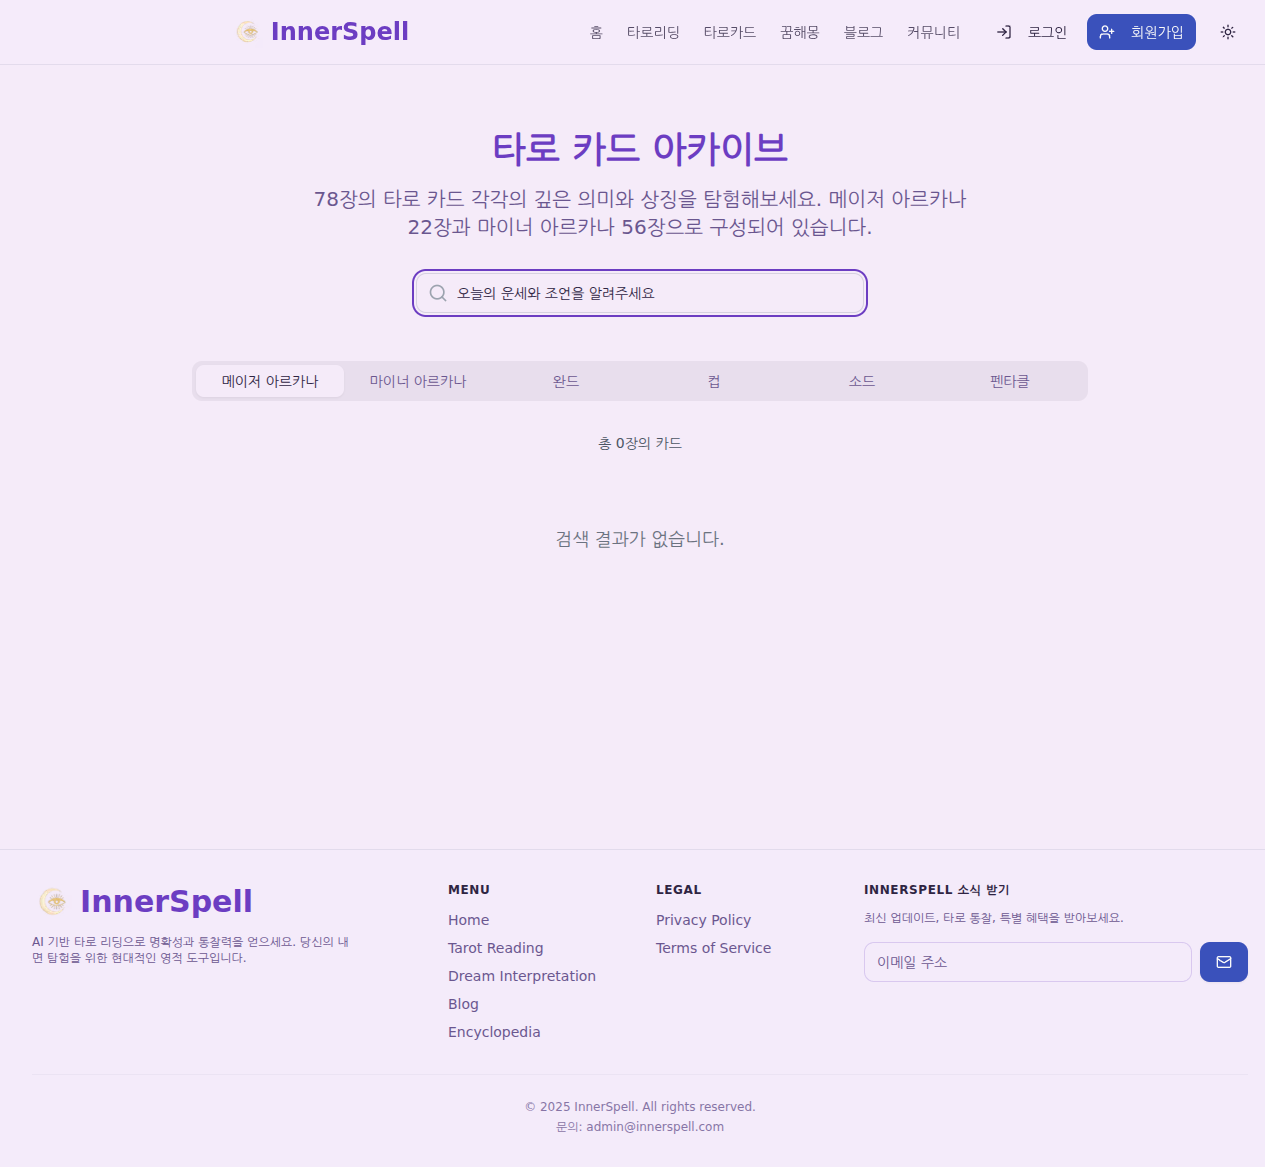 InnerSpell
홈
타로리딩
타로카드
꿈해몽
블로그
커뮤니티
로그인
회원가입
타로 카드 아카이브
78장의 타로 카드 각각의 깊은 의미와 상징을 탐험해보세요. 메이저 아르카나
22장과 마이너 아르카나 56장으로 구성되어 있습니다.
오늘의 운세와 조언을 알려주세요
메이저 아르카나
마이너 아르카나
완드
컵
소드
펜타클
총 0장의 카드
검색 결과가 없습니다.
InnerSpell
AI 기반 타로 리딩으로 명확성과 통찰력을 얻으세요. 당신의 내
면 탐험을 위한 현대적인 영적 도구입니다.
MENU
Home
Tarot Reading
Dream Interpretation
Blog
Encyclopedia
LEGAL
Privacy Policy
Terms of Service
INNERSPELL 소식 받기
최신 업데이트, 타로 통찰, 특별 혜택을 받아보세요.
이메일 주소
© 2025 InnerSpell. All rights reserved.
문의: admin@innerspell.com